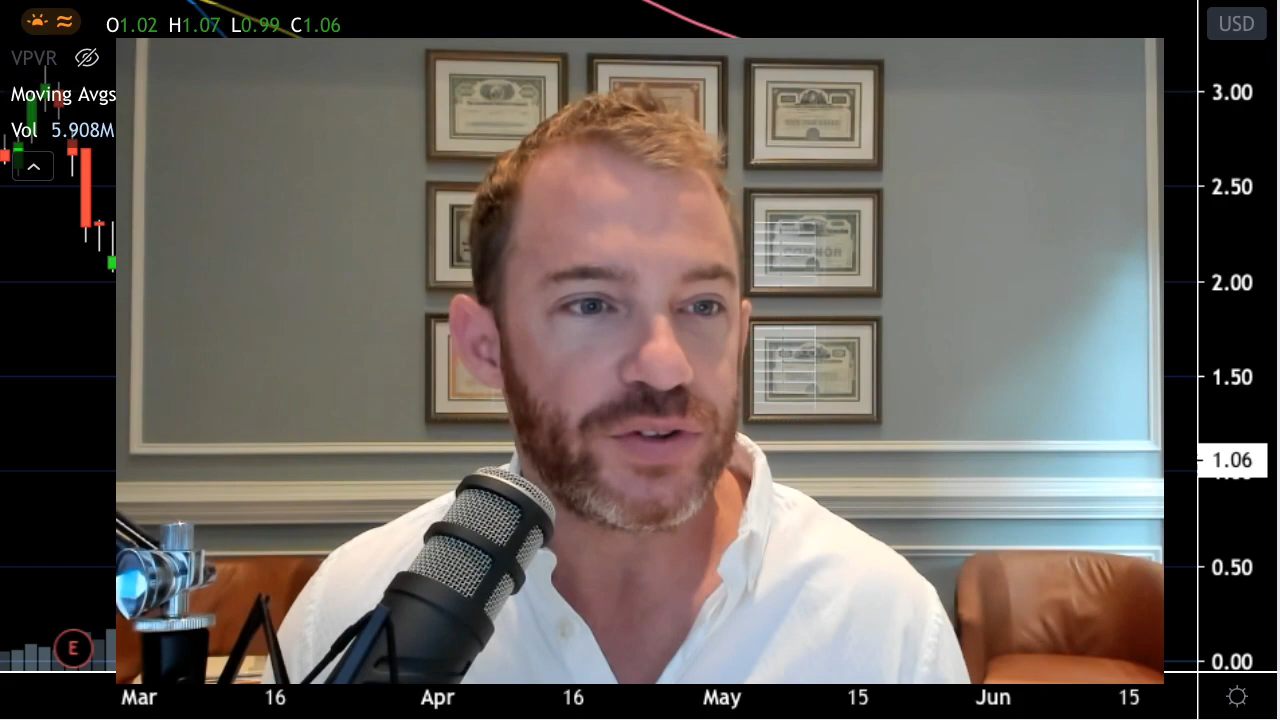 O1.02 H1.07 L0.99 C1.06
USD
VPVR
Moving Avgs
Vol 5.908M
3.00
2.50
2.00
1.50
1.06
0.50
0.00
E
Mar 16 Apr 16 May 15 Jun 15